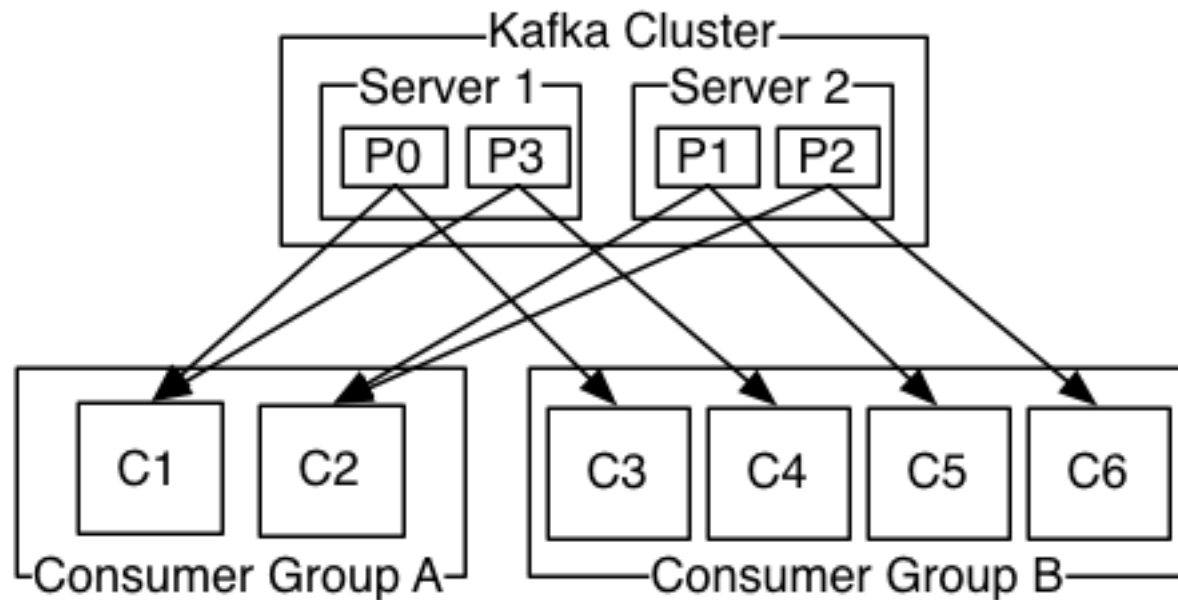 Kafka Cluster
Server 1
Server 2
P0
P3
P1
P2
C1
C2
C3
C4
C5
C6
Consumer Group A
Consumer Group B